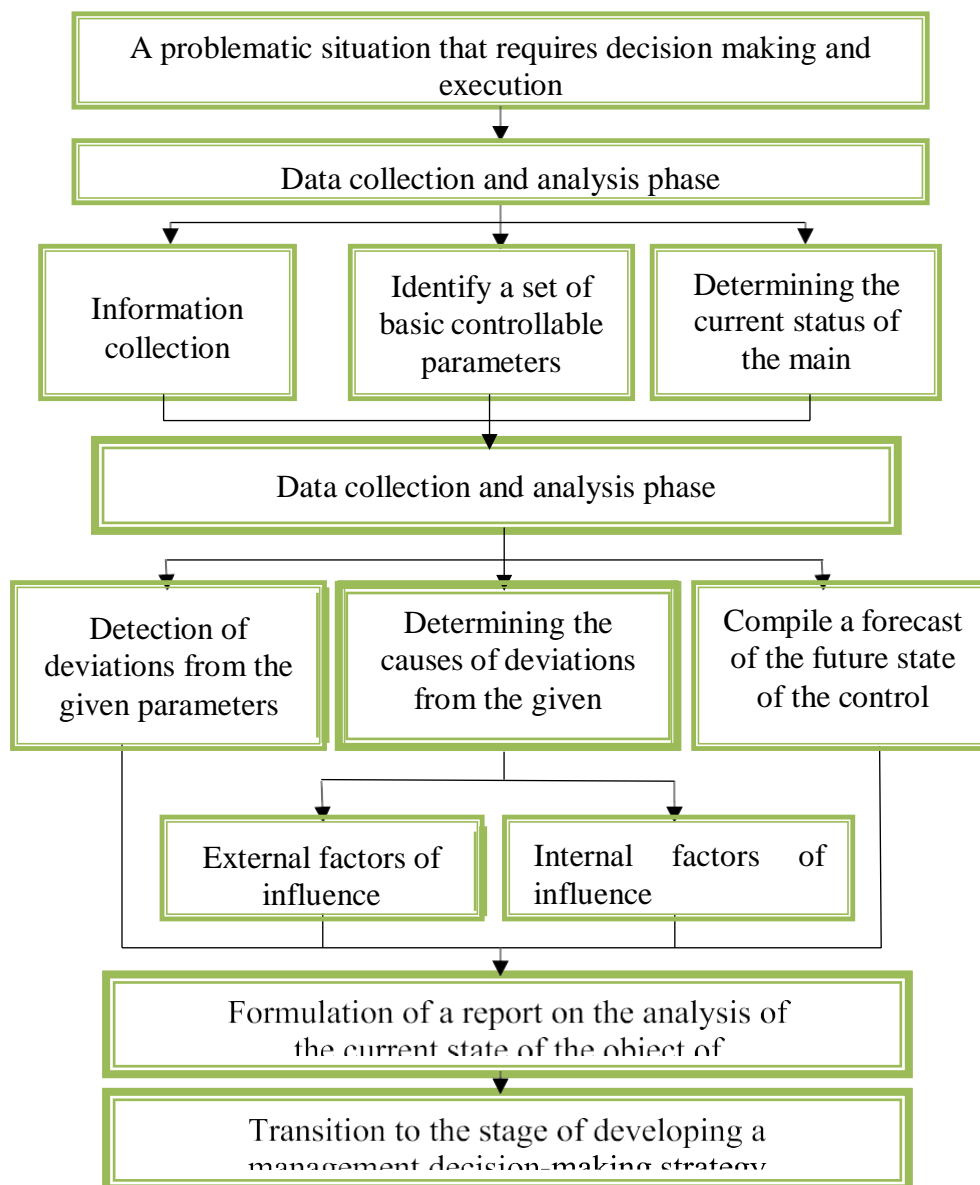 A problematic situation that requires decision making and
execution
Data collection and analysis phase
Information
collection
Identify a set of
basic controllable
parameters
Determining the
current status of
the main
Data collection and analysis phase
Detection of
deviations from the
given parameters
Determining the
causes of deviations
from the given
Compile a forecast
of the future state
of the control
External factors of
influence
Internal factors of
influence
Formulation of a report on the analysis of
the current state of the object of
Transition to the stage of developing a
management decision-making strategy